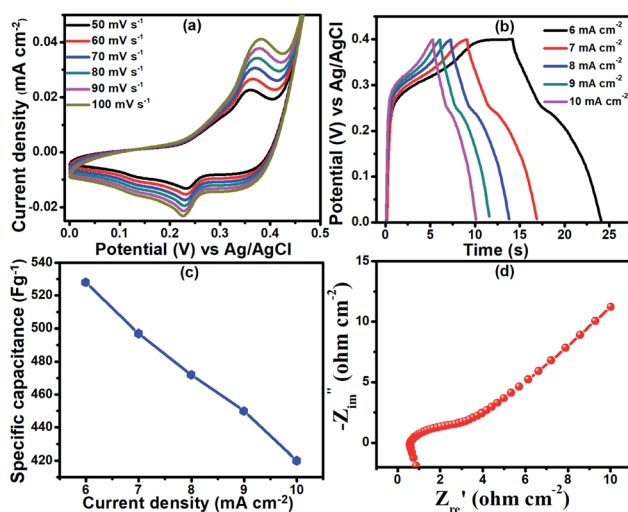 (a)
50 mV s⁻¹
60 mV s⁻¹
70 mV s⁻¹
80 mV s⁻¹
90 mV s⁻¹
100 mV s⁻¹
Current density (mA cm⁻²)
0.04
0.02
0.00
-0.02
0.0 0.1 0.2 0.3 0.4 0.5
Potential (V) vs Ag/AgCl
(b)
6 mA cm⁻²
7 mA cm⁻²
8 mA cm⁻²
9 mA cm⁻²
10 mA cm⁻²
Potential (V) vs Ag/AgCl
0.4
0.3
0.2
0.1
0.0
0 5 10 15 20 25
Time (s)
(c)
Specific capacitance (Fg⁻¹)
540
520
500
480
460
440
420
6 7 8 9 10
Current density (mA cm⁻²)
(d)
-Z_im'' (ohm cm⁻²)
15
10
5
0
-2
0 2 4 6 8 10
Z_re' (ohm cm⁻²)